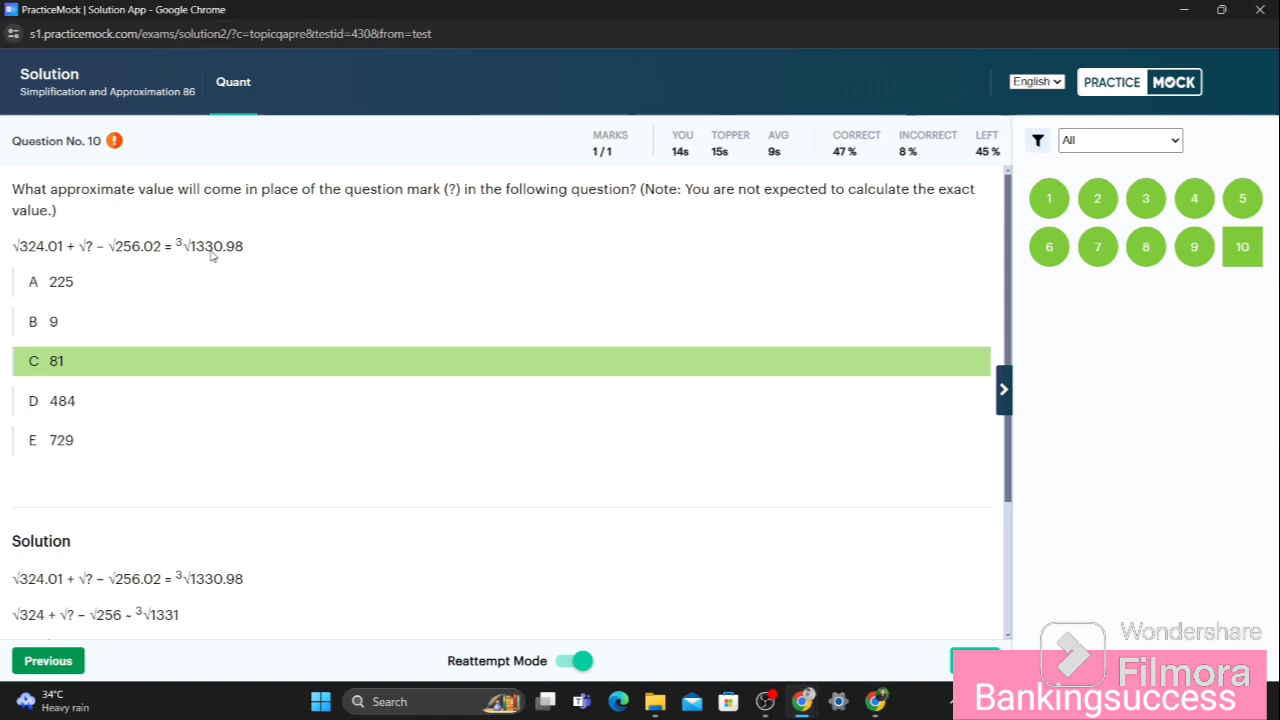 PracticeMock | Solution App - Google Chrome
s1.practicemock.com/exams/solution2/?c=topicqapre&testid=430&from=test
Solution
Simplification and Approximation 86
Quant
English
PRACTICE MOCK
Question No. 10
MARKS YOU TOPPER AVG CORRECT INCORRECT LEFT
1 / 1 14s 15s 9s 47 % 8 % 45 %
All
What approximate value will come in place of the question mark (?) in the following question? (Note: You are not expected to calculate the exact
value.)
√324.01 + √? − √256.02 = ³√1330.98
A 225
B 9
C 81
D 484
E 729
1 2 3 4 5
6 7 8 9 10
Solution
√324.01 + √? − √256.02 = ³√1330.98
√324 + √? − √256 ~ ³√1331
Previous
Reattempt Mode
Wondershare
Filmora
Bankingsuccess
34°C
Heavy rain
Search